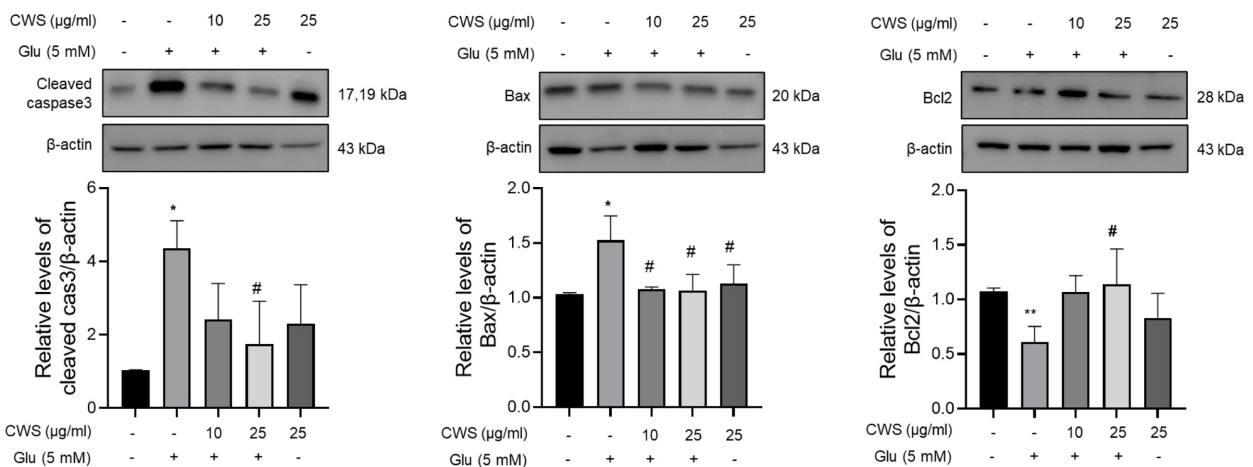 CWS (µg/ml) - - 10 25 25
Glu (5 mM) - + + + -
Cleaved
caspase3
17,19 kDa
β-actin
43 kDa
Relative levels of
cleaved cas3/β-actin
6
4
2
0
*
#
CWS (µg/ml) - - 10 25 25
Glu (5 mM) - + + + -
CWS (µg/ml) - - 10 25 25
Glu (5 mM) - + + + -
Bax
20 kDa
β-actin
43 kDa
Relative levels of
Bax/β-actin
2.0
1.5
1.0
0.5
0.0
*
#
#
#
CWS (µg/ml) - - 10 25 25
Glu (5 mM) - + + + -
CWS (µg/ml) - - 10 25 25
Glu (5 mM) - + + + -
Bcl2
28 kDa
β-actin
43 kDa
Relative levels of
Bcl2/β-actin
2.0
1.5
1.0
0.5
0.0
**
#
CWS (µg/ml) - - 10 25 25
Glu (5 mM) - + + + -